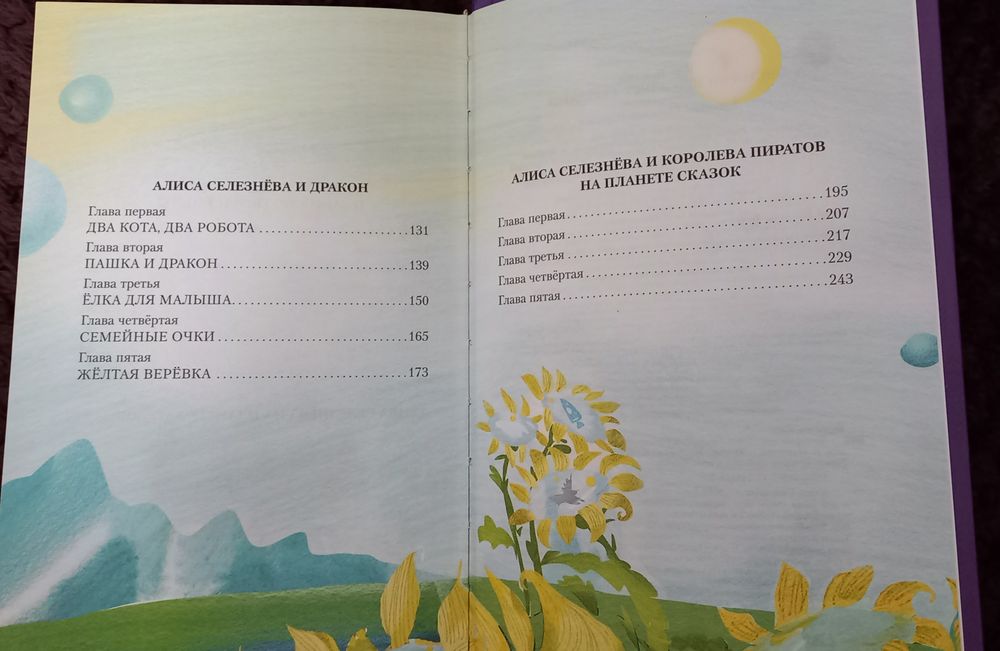 АЛИСА СЕЛЕЗНЁВА И ДРАКОН
Глава первая
ДВА КОТА, ДВА РОБОТА ..............................131
Глава вторая
ПАШКА И ДРАКОН ..............................139
Глава третья
ЁЛКА ДЛЯ МАЛЫША ..............................150
Глава четвёртая
СЕМЕЙНЫЕ ОЧКИ ..............................165
Глава пятая
ЖЁЛТАЯ ВЕРЁВКА ..............................173
АЛИСА СЕЛЕЗНЁВА И КОРОЛЕВА ПИРАТОВ
НА ПЛАНЕТЕ СКАЗОК
Глава первая ..............................195
Глава вторая ..............................207
Глава третья ..............................217
Глава четвёртая ..............................229
Глава пятая ..............................243